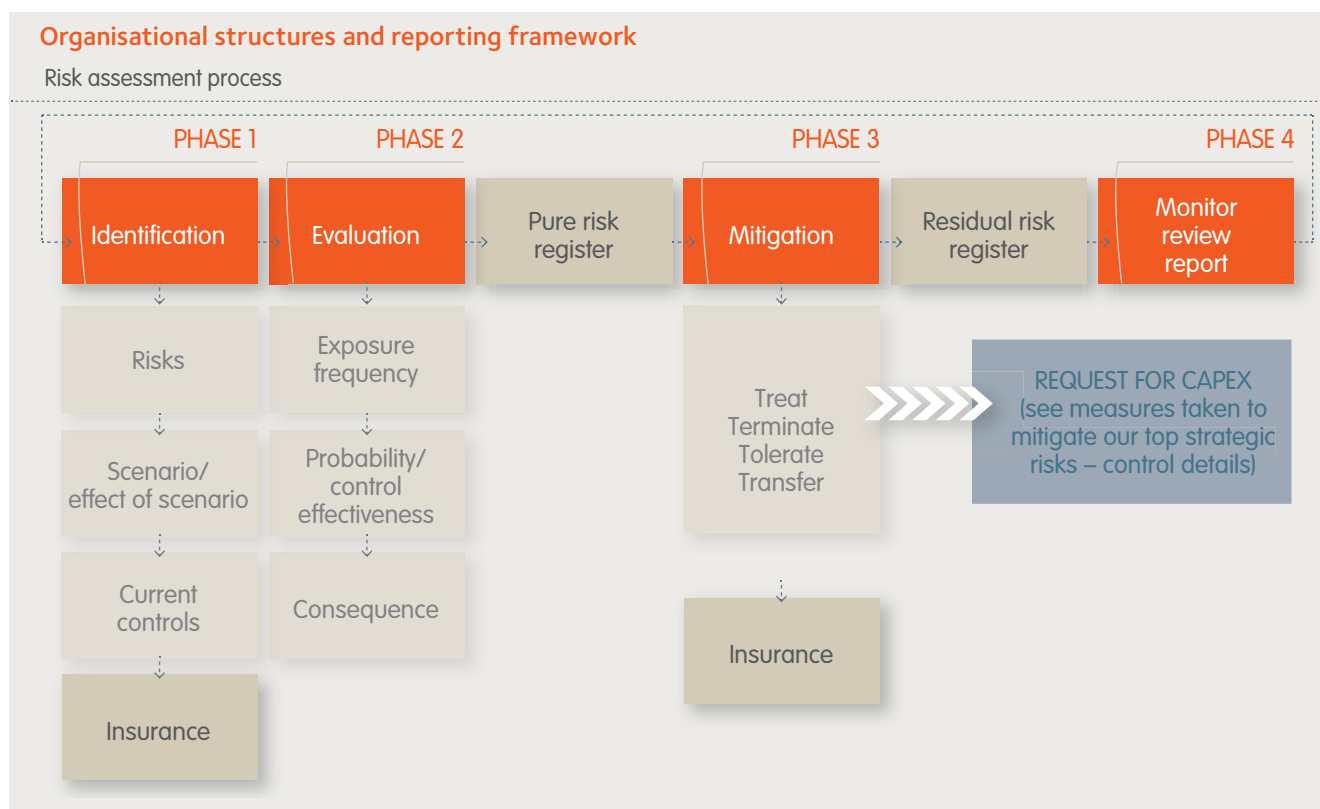 Organisational structures and reporting framework
Risk assessment process
PHASE 1
PHASE 2
PHASE 3
PHASE 4
Identification
Evaluation
Pure risk
register
Mitigation
Residual risk
register
Monitor
review
report
Risks
Scenario/
effect of scenario
Current
controls
Insurance
Exposure
frequency
Probability/
control
effectiveness
Consequence
Treat
Terminate
Tolerate
Transfer
Insurance
REQUEST FOR CAPEX
(see measures taken to
mitigate our top strategic
risks – control details)